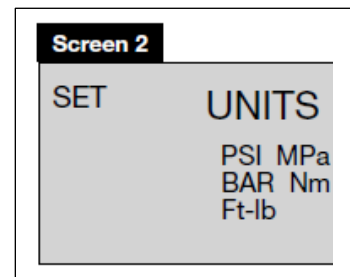 Screen 2
SET UNITS
PSI MPa
BAR Nm
Ft-lb